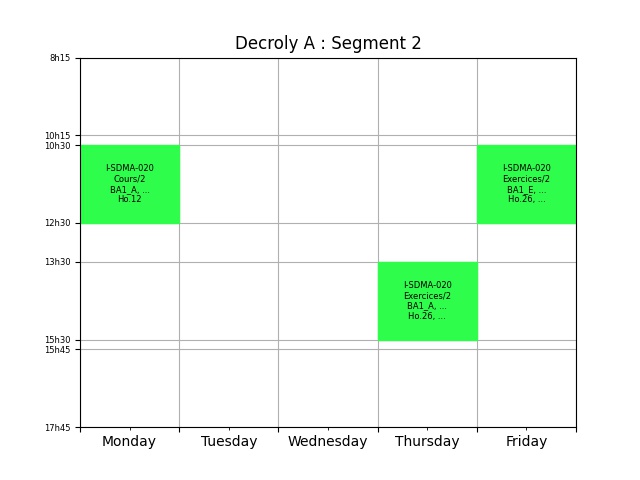 Decroly A : Segment 2
8h15
10h15
10h30
I-SDMA-020
Cours/2
BA1_A, ...
Ho.12
I-SDMA-020
Exercices/2
BA1_E, ...
Ho.26, ...
12h30
13h30
I-SDMA-020
Exercices/2
BA1_A, ...
Ho.26, ...
15h30
15h45
17h45
Monday Tuesday Wednesday Thursday Friday